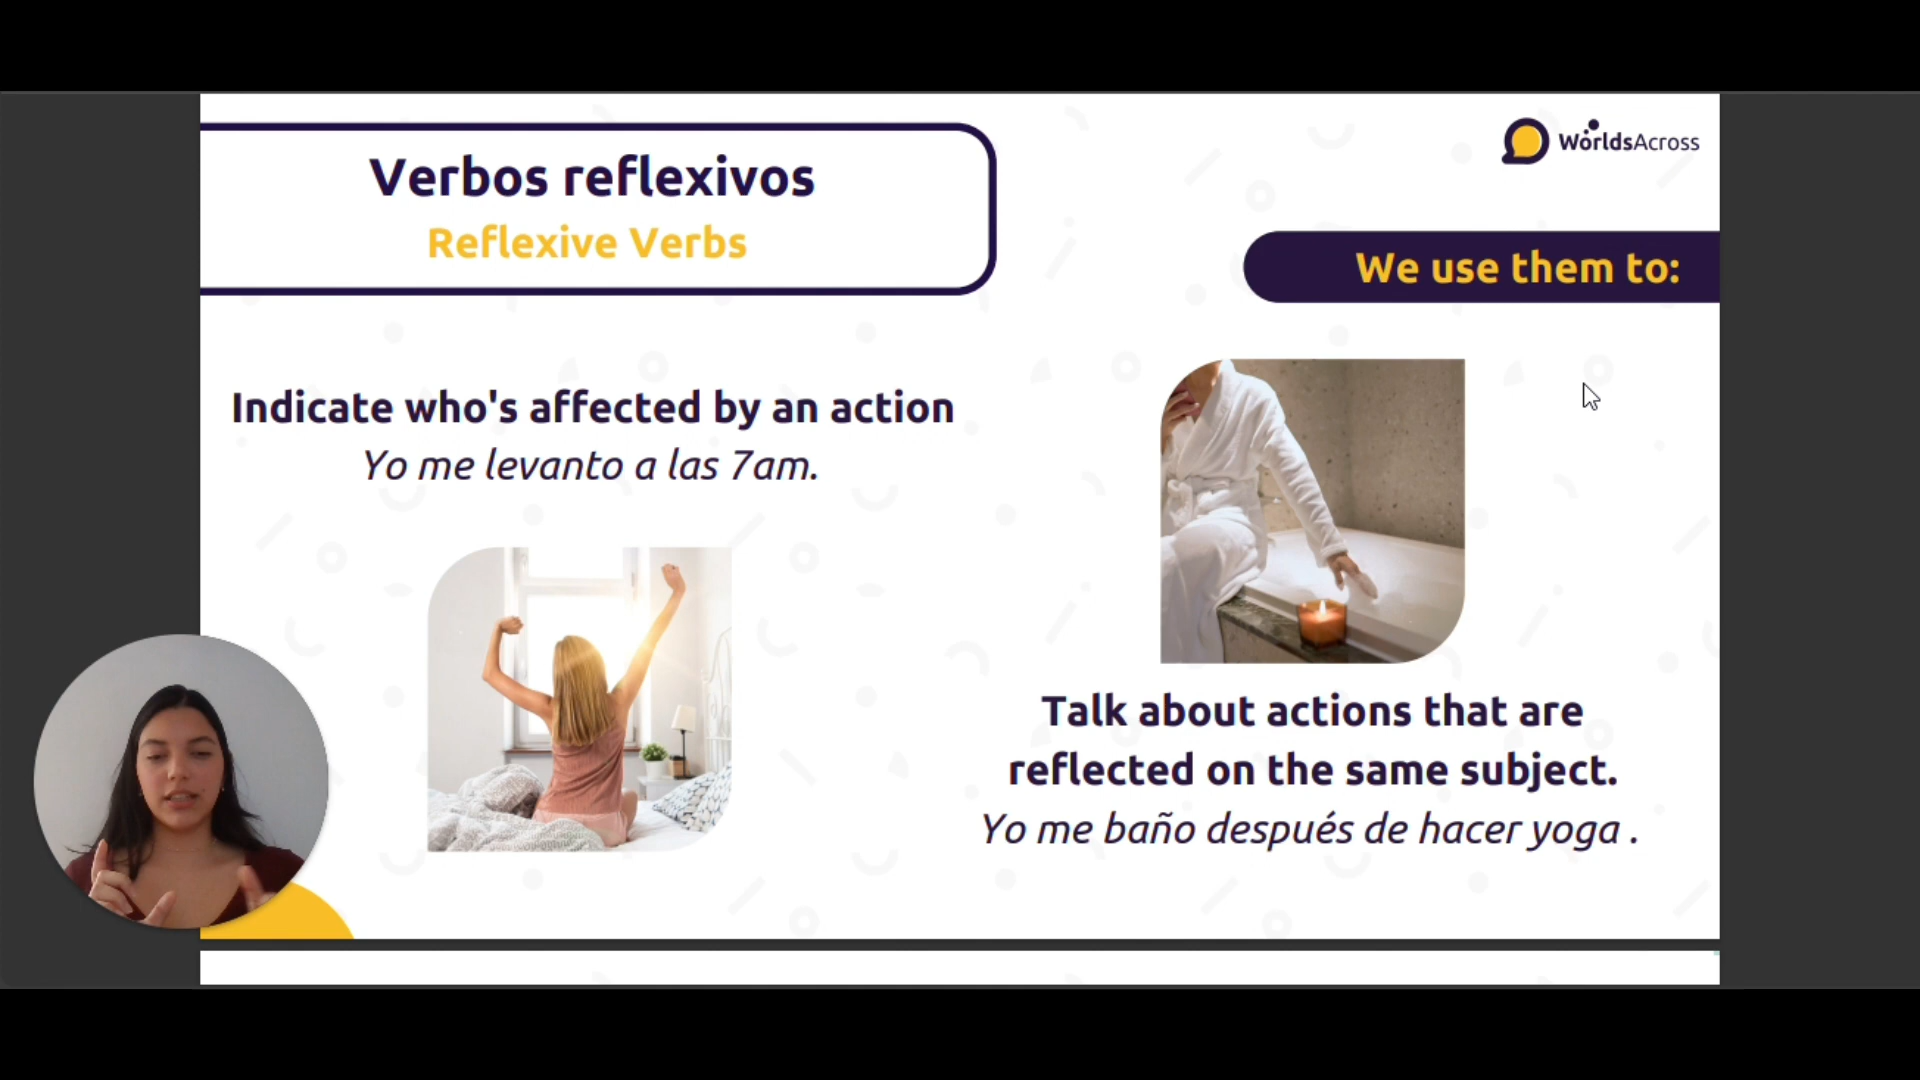 Verbos reflexivos
Reflexive Verbs
WorldsAcross
We use them to:
Indicate who's affected by an action
Yo me levanto a las 7am.
Talk about actions that are
reflected on the same subject.
Yo me baño después de hacer yoga .